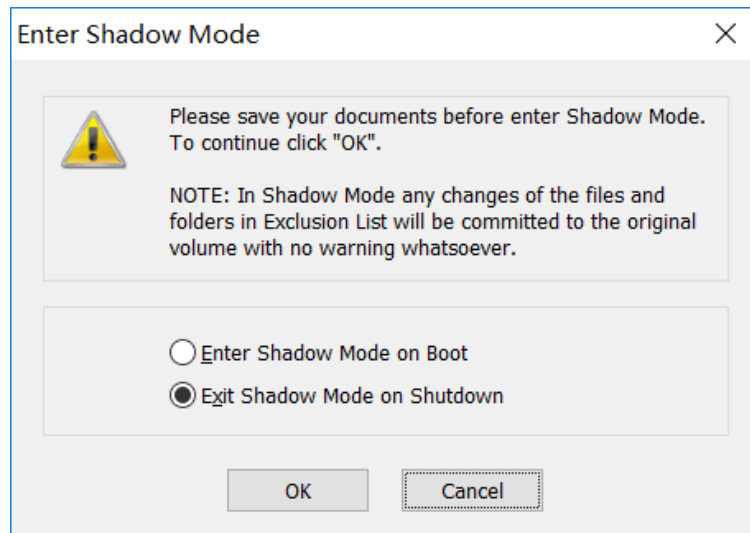 Enter Shadow Mode
Please save your documents before enter Shadow Mode.
To continue click "OK".
NOTE: In Shadow Mode any changes of the files and
folders in Exclusion List will be committed to the original
volume with no warning whatsoever.
Enter Shadow Mode on Boot
Exit Shadow Mode on Shutdown
OK
Cancel